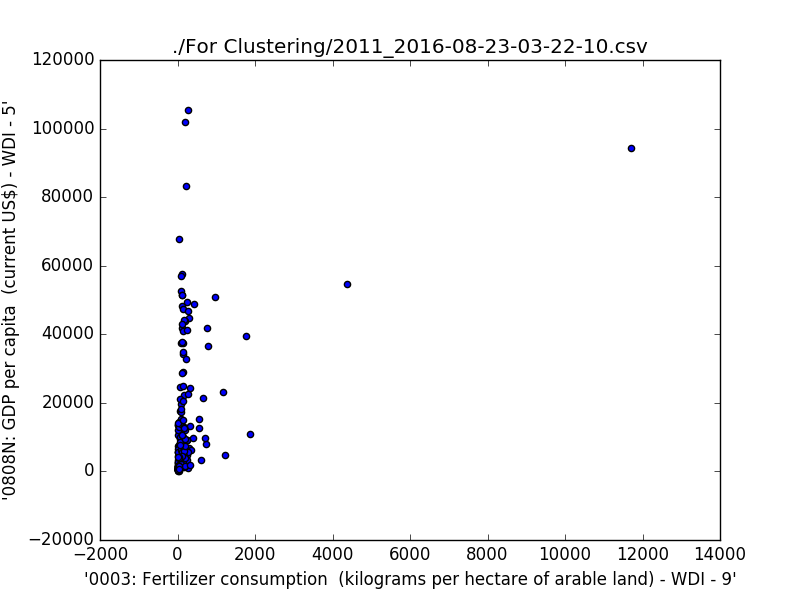 ./For Clustering/2011_2016-08-23-03-22-10.csv
120000
100000
80000
60000
40000
20000
0
−20000
'0808N: GDP per capita  (current US$) - WDI - 5'
−2000 0 2000 4000 6000 8000 10000 12000 14000
'0003: Fertilizer consumption  (kilograms per hectare of arable land) - WDI - 9'